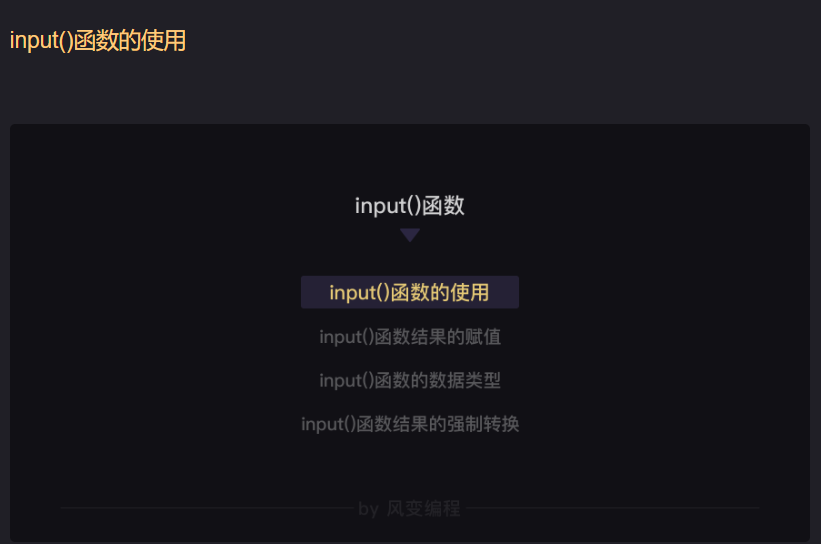 input()函数的使用
input()函数
input()函数的使用
input()函数结果的赋值
input()函数的数据类型
input()函数结果的强制转换
by 风变编程